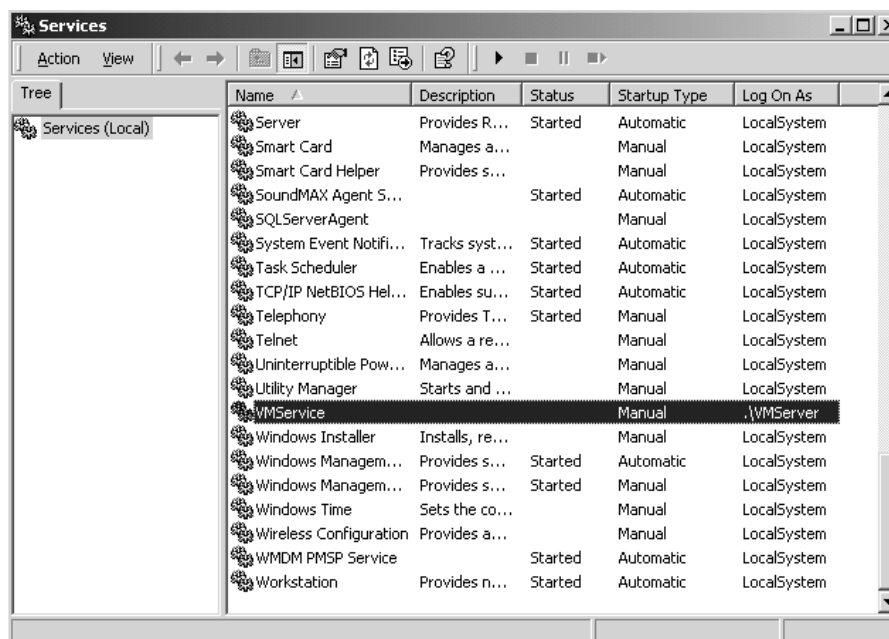 Services
Action View
Tree
Name Description Status Startup Type Log On As
Services (Local)
Server Provides R... Started Automatic LocalSystem
Smart Card Manages a... Manual LocalSystem
Smart Card Helper Provides s... Manual LocalSystem
SoundMAX Agent S... Started Automatic LocalSystem
SQLServerAgent Manual LocalSystem
System Event Notifi... Tracks syst... Started Automatic LocalSystem
Task Scheduler Enables a ... Started Automatic LocalSystem
TCP/IP NetBIOS Hel... Enables su... Started Automatic LocalSystem
Telephony Provides T... Started Manual LocalSystem
Telnet Allows a re... Manual LocalSystem
Uninterruptible Pow... Manages a... Manual LocalSystem
Utility Manager Starts and ... Manual LocalSystem
VMService Manual .\VMServer
Windows Installer Installs, re... Manual LocalSystem
Windows Managem... Provides s... Started Automatic LocalSystem
Windows Managem... Provides s... Started Manual LocalSystem
Windows Time Sets the co... Manual LocalSystem
Wireless Configuration Provides a... Manual LocalSystem
WMDM PMSP Service Started Automatic LocalSystem
Workstation Provides n... Started Automatic LocalSystem